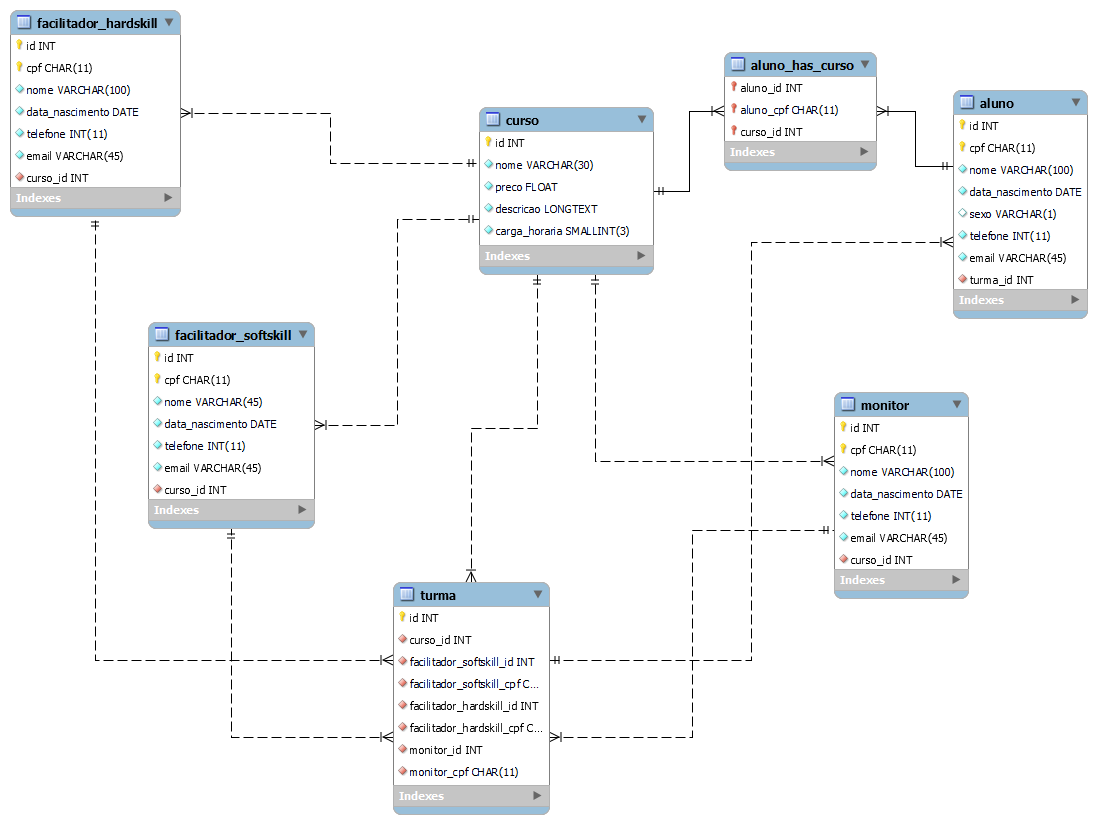 facilitador_hardskill
id INT
cpf CHAR(11)
nome VARCHAR(100)
data_nascimento DATE
telefone INT(11)
email VARCHAR(45)
curso_id INT
Indexes
curso
id INT
nome VARCHAR(30)
preco FLOAT
descricao LONGTEXT
carga_horaria SMALLINT(3)
Indexes
aluno_has_curso
aluno_id INT
aluno_cpf CHAR(11)
curso_id INT
Indexes
aluno
id INT
cpf CHAR(11)
nome VARCHAR(100)
data_nascimento DATE
sexo VARCHAR(1)
telefone INT(11)
email VARCHAR(45)
turma_id INT
Indexes
facilitador_softskill
id INT
cpf CHAR(11)
nome VARCHAR(45)
data_nascimento DATE
telefone INT(11)
email VARCHAR(45)
curso_id INT
Indexes
monitor
id INT
cpf CHAR(11)
nome VARCHAR(100)
data_nascimento DATE
telefone INT(11)
email VARCHAR(45)
curso_id INT
Indexes
turma
id INT
curso_id INT
facilitador_softskill_id INT
facilitador_softskill_cpf C...
facilitador_hardskill_id INT
facilitador_hardskill_cpf C...
monitor_id INT
monitor_cpf CHAR(11)
Indexes